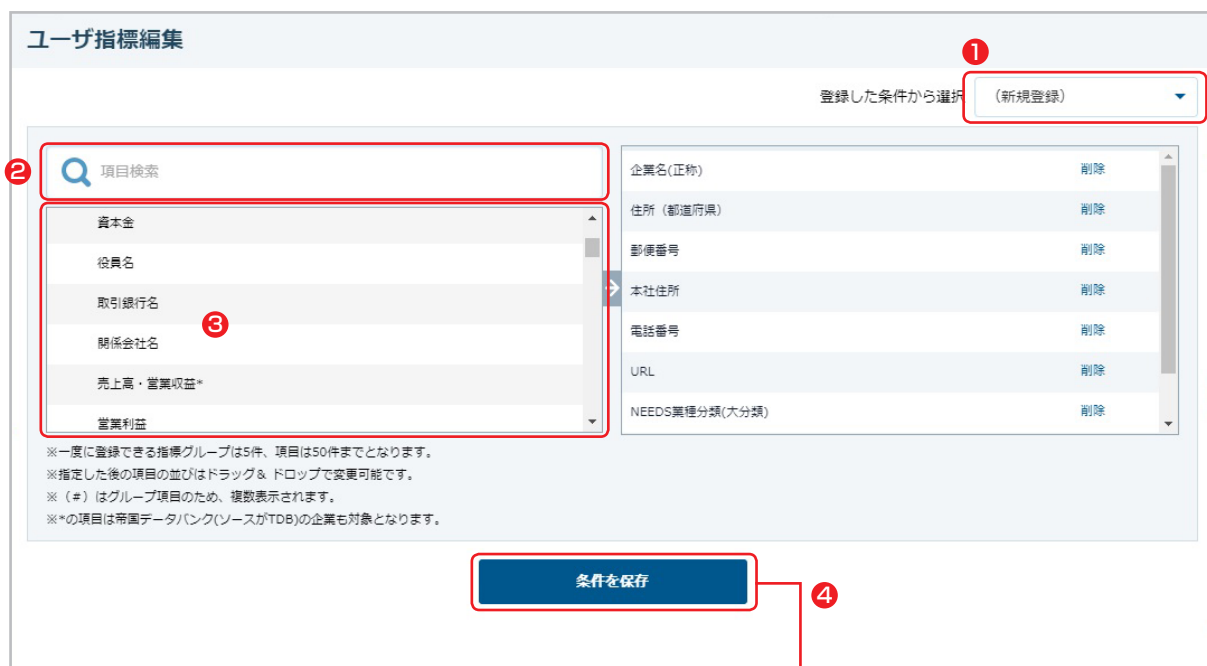 ユーザ指標編集
❶
登録した条件から選択 （新規登録）
❷ 項目検索
資本金
役員名
取引銀行名
❸
関係会社名
売上高・営業収益*
営業利益
企業名(正称) 削除
住所（都道府県） 削除
郵便番号 削除
本社住所 削除
電話番号 削除
URL 削除
NEEDS業種分類(大分類) 削除
※一度に登録できる指標グループは5件、項目は50件までとなります。
※指定した後の項目の並びはドラッグ& ドロップで変更可能です。
※（#）はグループ項目のため、複数表示されます。
※*の項目は帝国データバンク(ソースがTDB)の企業も対象となります。
条件を保存
❹